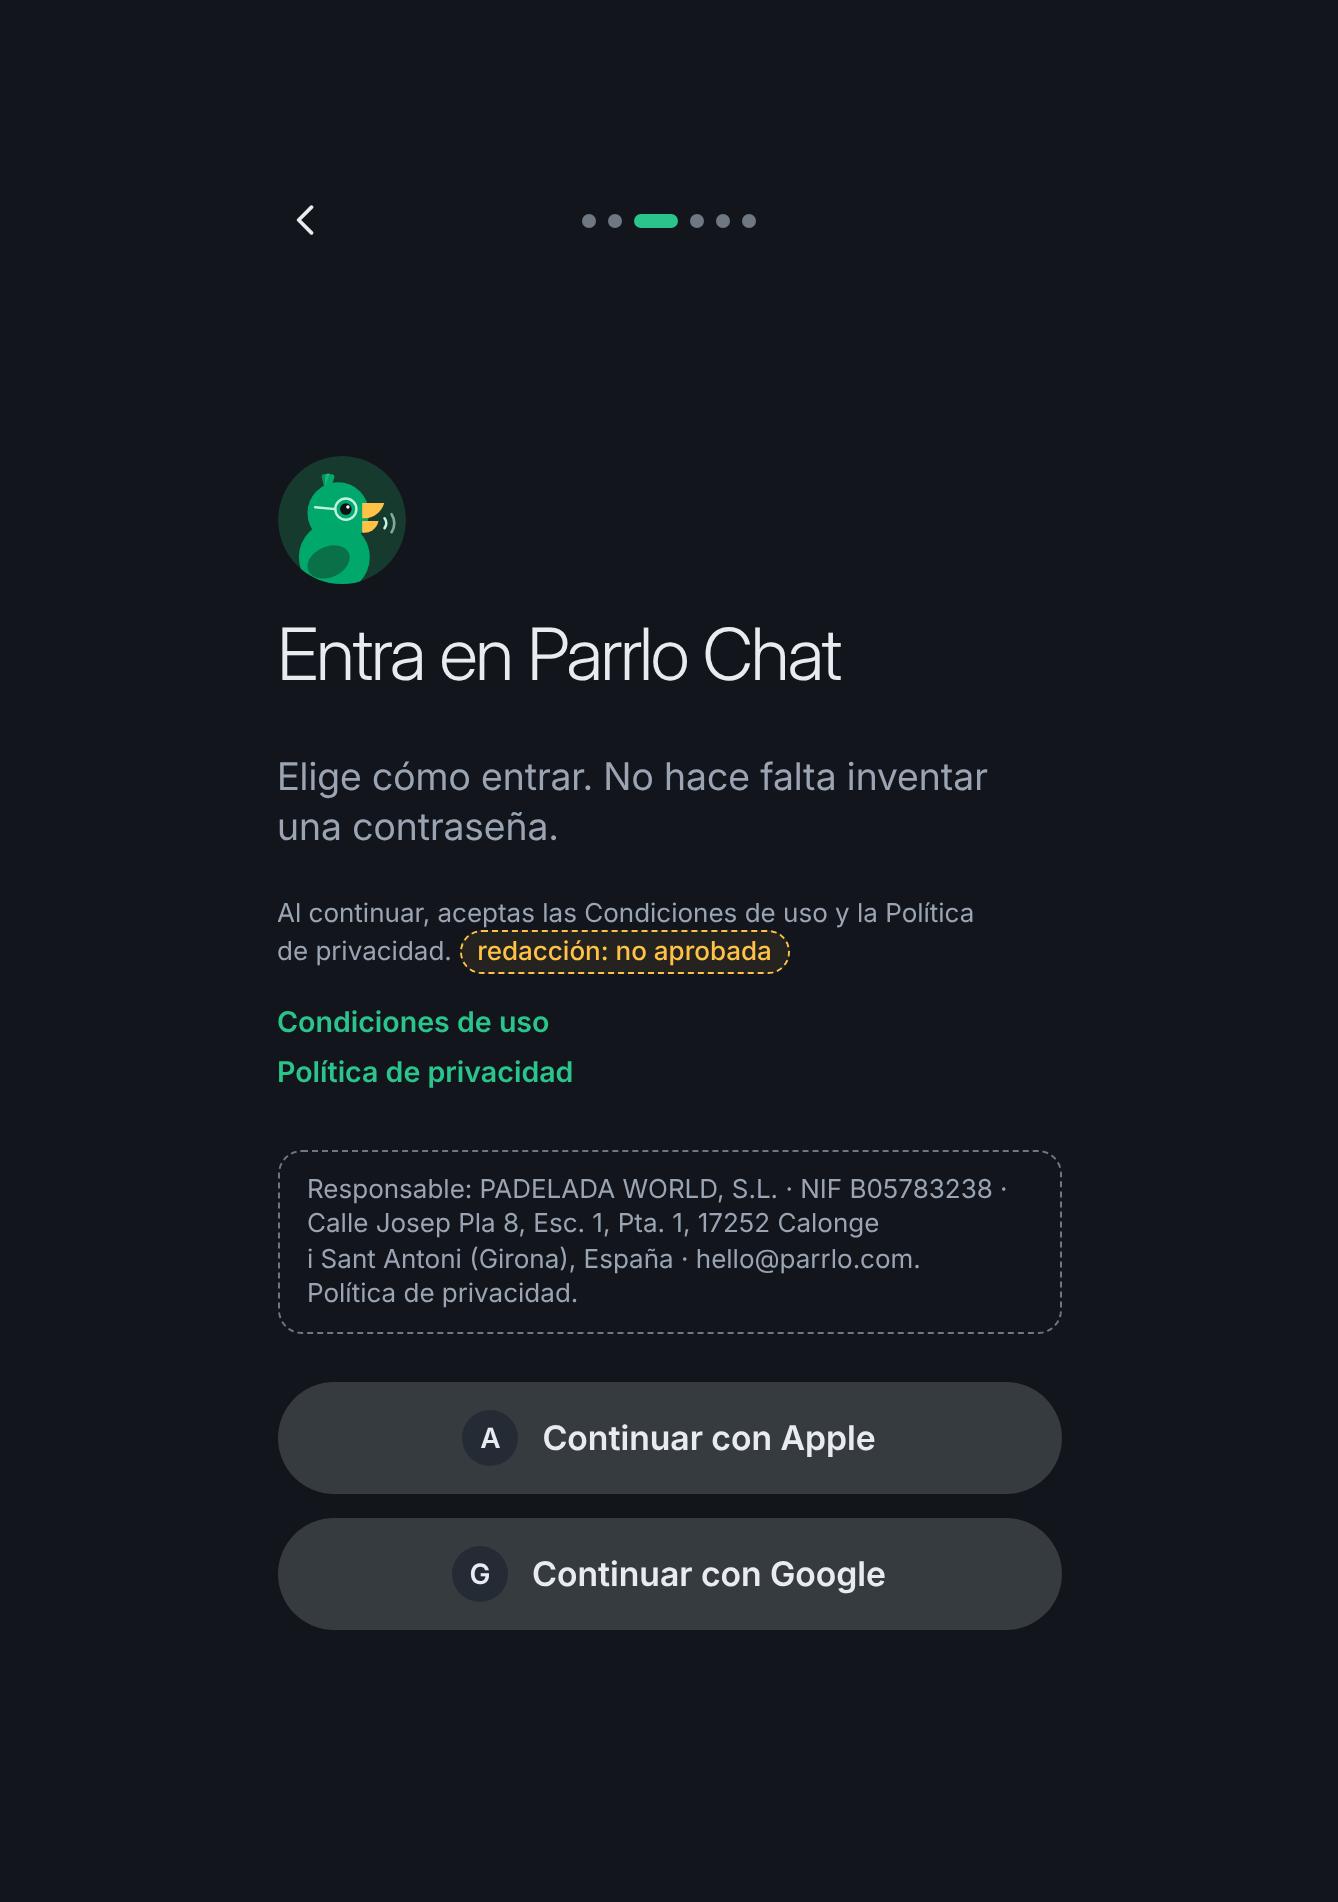 Entra en Parrlo Chat
Elige cómo entrar. No hace falta inventar
una contraseña.
Al continuar, aceptas las Condiciones de uso y la Política
de privacidad. redacción: no aprobada
Condiciones de uso
Política de privacidad
Responsable: PADELADA WORLD, S.L. · NIF B05783238 ·
Calle Josep Pla 8, Esc. 1, Pta. 1, 17252 Calonge
i Sant Antoni (Girona), España · hello@parrlo.com.
Política de privacidad.
A Continuar con Apple
G Continuar con Google